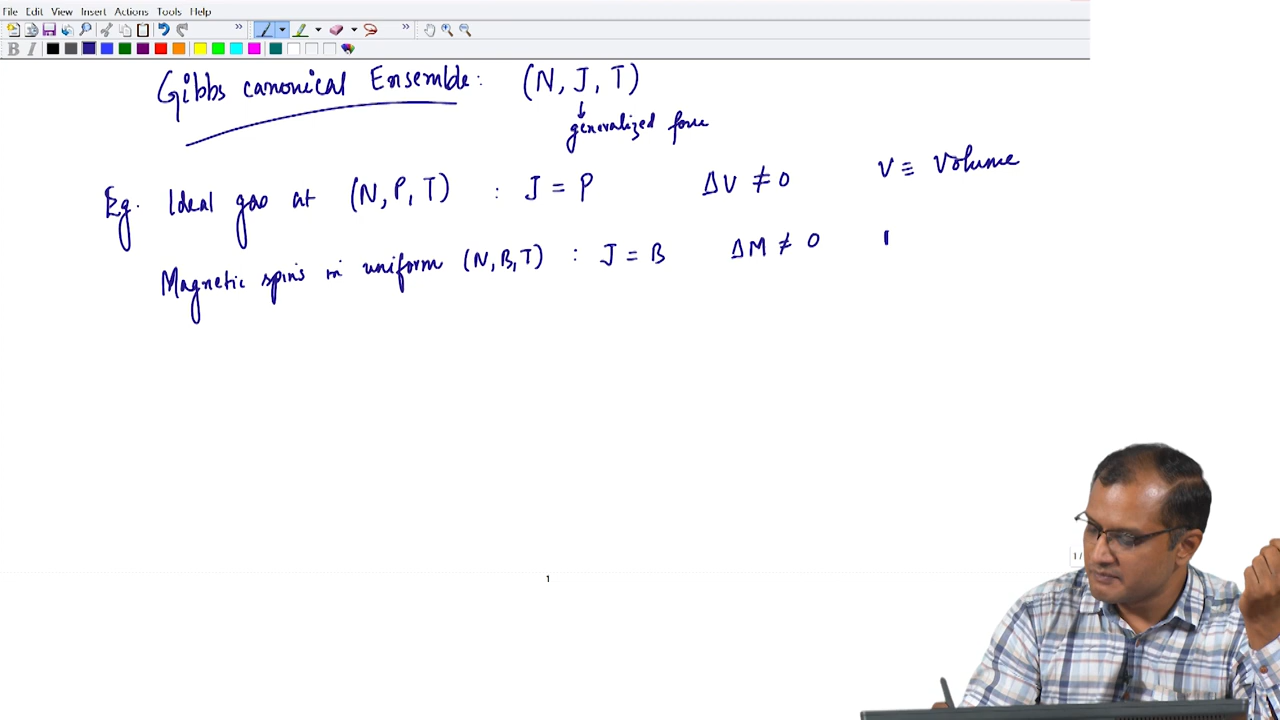 File Edit View Insert Actions Tools Help
» »
B I
Gibbs canonical Ensemble: (N, J, T)
↓
generalized force
Eg. Ideal gas at (N, P, T) : J = P ΔV ≠ 0 V ≡ Volume
Magnetic spins in uniform (N, B, T) : J = B ΔM ≠ 0
1/
1